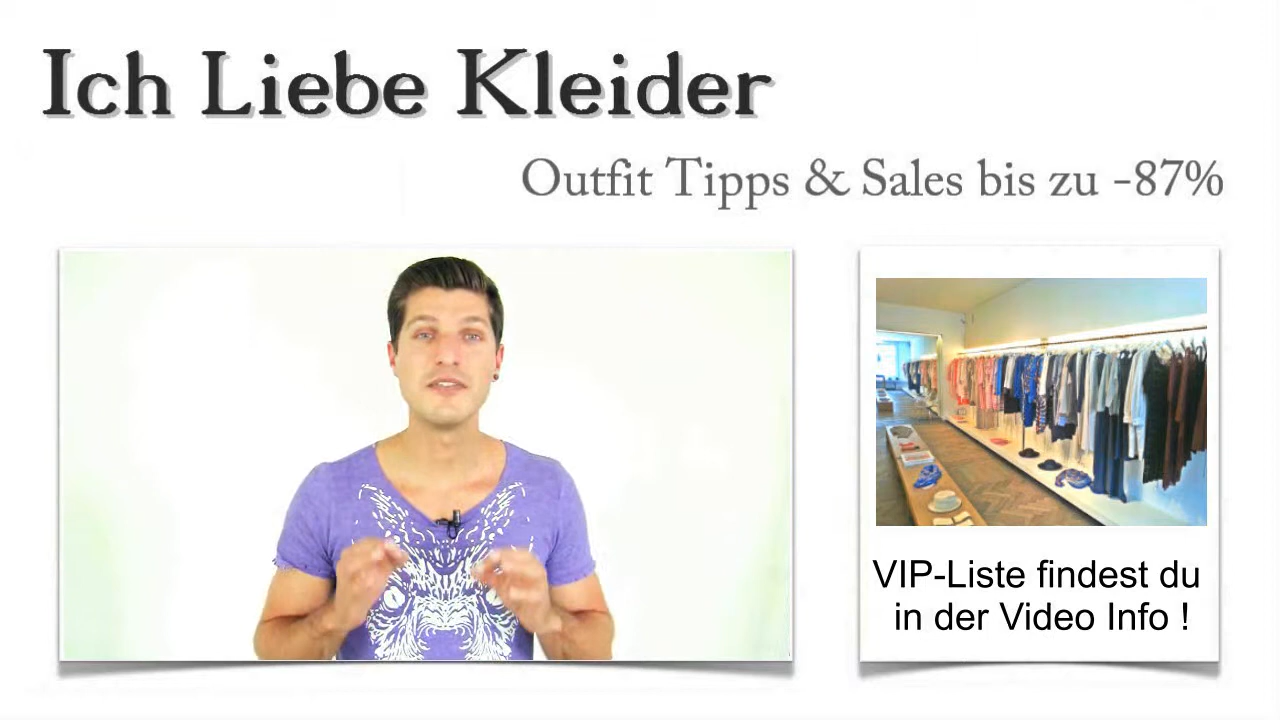 Ich Liebe Kleider
Outfit Tipps & Sales bis zu -87%
VIP-Liste findest du
in der Video Info !